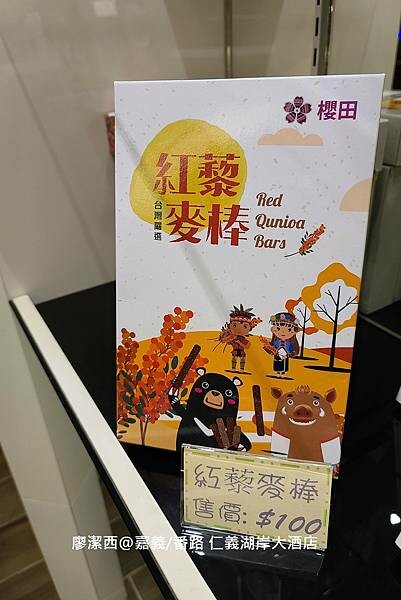 櫻田
紅藜
麥棒
台灣嚴選
Red
Qunioa
Bars
紅藜麥棒
售價: $100
廖潔西@嘉義/番路 仁義湖岸大酒店